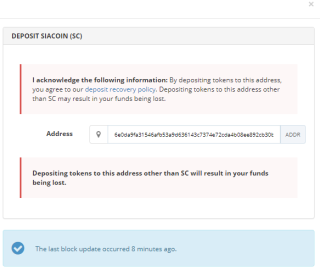 ×
DEPOSIT SIACOIN (SC)
I acknowledge the following information: By depositing tokens to this address,
you agree to our deposit recovery policy. Depositing tokens to this address other
than SC may result in your funds being lost.
Address
ADDR
Depositing tokens to this address other than SC will result in your funds
being lost.
The last block update occurred 8 minutes ago.